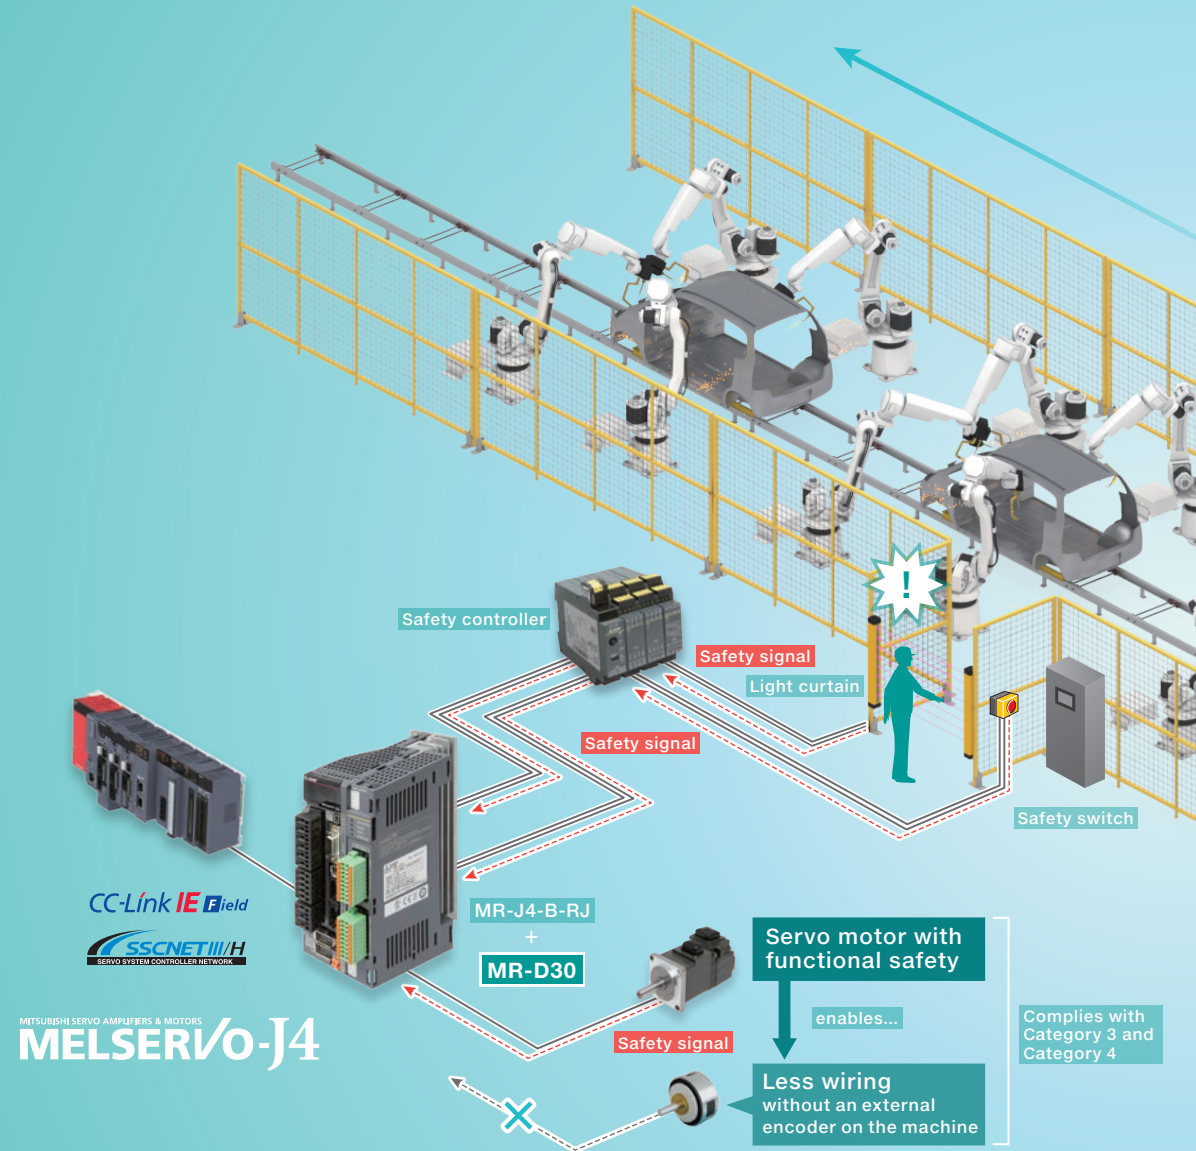 !
Safety controller
Safety signal
Light curtain
Safety signal
Safety switch
CC-Link IE Field
SSCNETIII/H
SERVO SYSTEM CONTROLLER NETWORK
MR-J4-B-RJ
+
MR-D30
Servo motor with
functional safety
enables...
Complies with
Category 3 and
Category 4
MITSUBISHI SERVO AMPLIFIERS & MOTORS
MELSERVO-J4
Safety signal
Less wiring
without an external
encoder on the machine